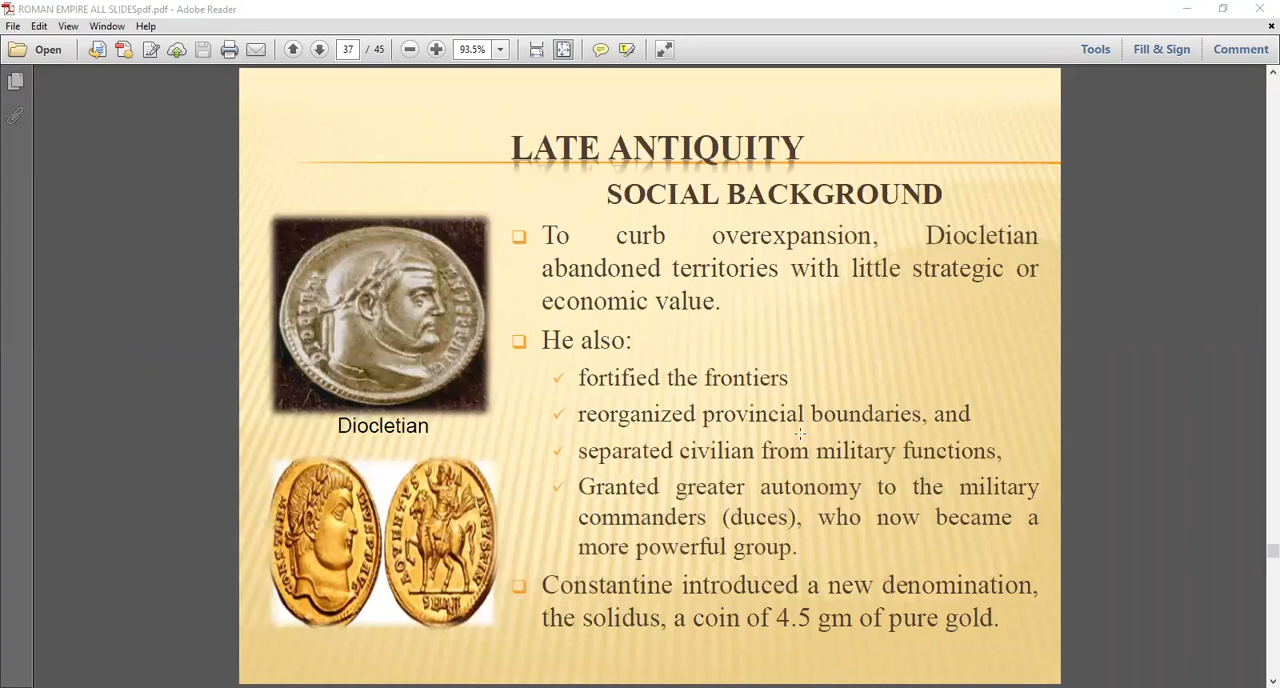 ROMAN EMPIRE ALL SLIDESpdf.pdf - Adobe Reader
File Edit View Window Help
Open 37 / 45 93.5% Tools Fill & Sign Comment
LATE ANTIQUITY
SOCIAL BACKGROUND
To curb overexpansion, Diocletian
abandoned territories with little strategic or
economic value.
He also:
fortified the frontiers
reorganized provincial boundaries, and
separated civilian from military functions,
Granted greater autonomy to the military
commanders (duces), who now became a
more powerful group.
Constantine introduced a new denomination,
the solidus, a coin of 4.5 gm of pure gold.
Diocletian